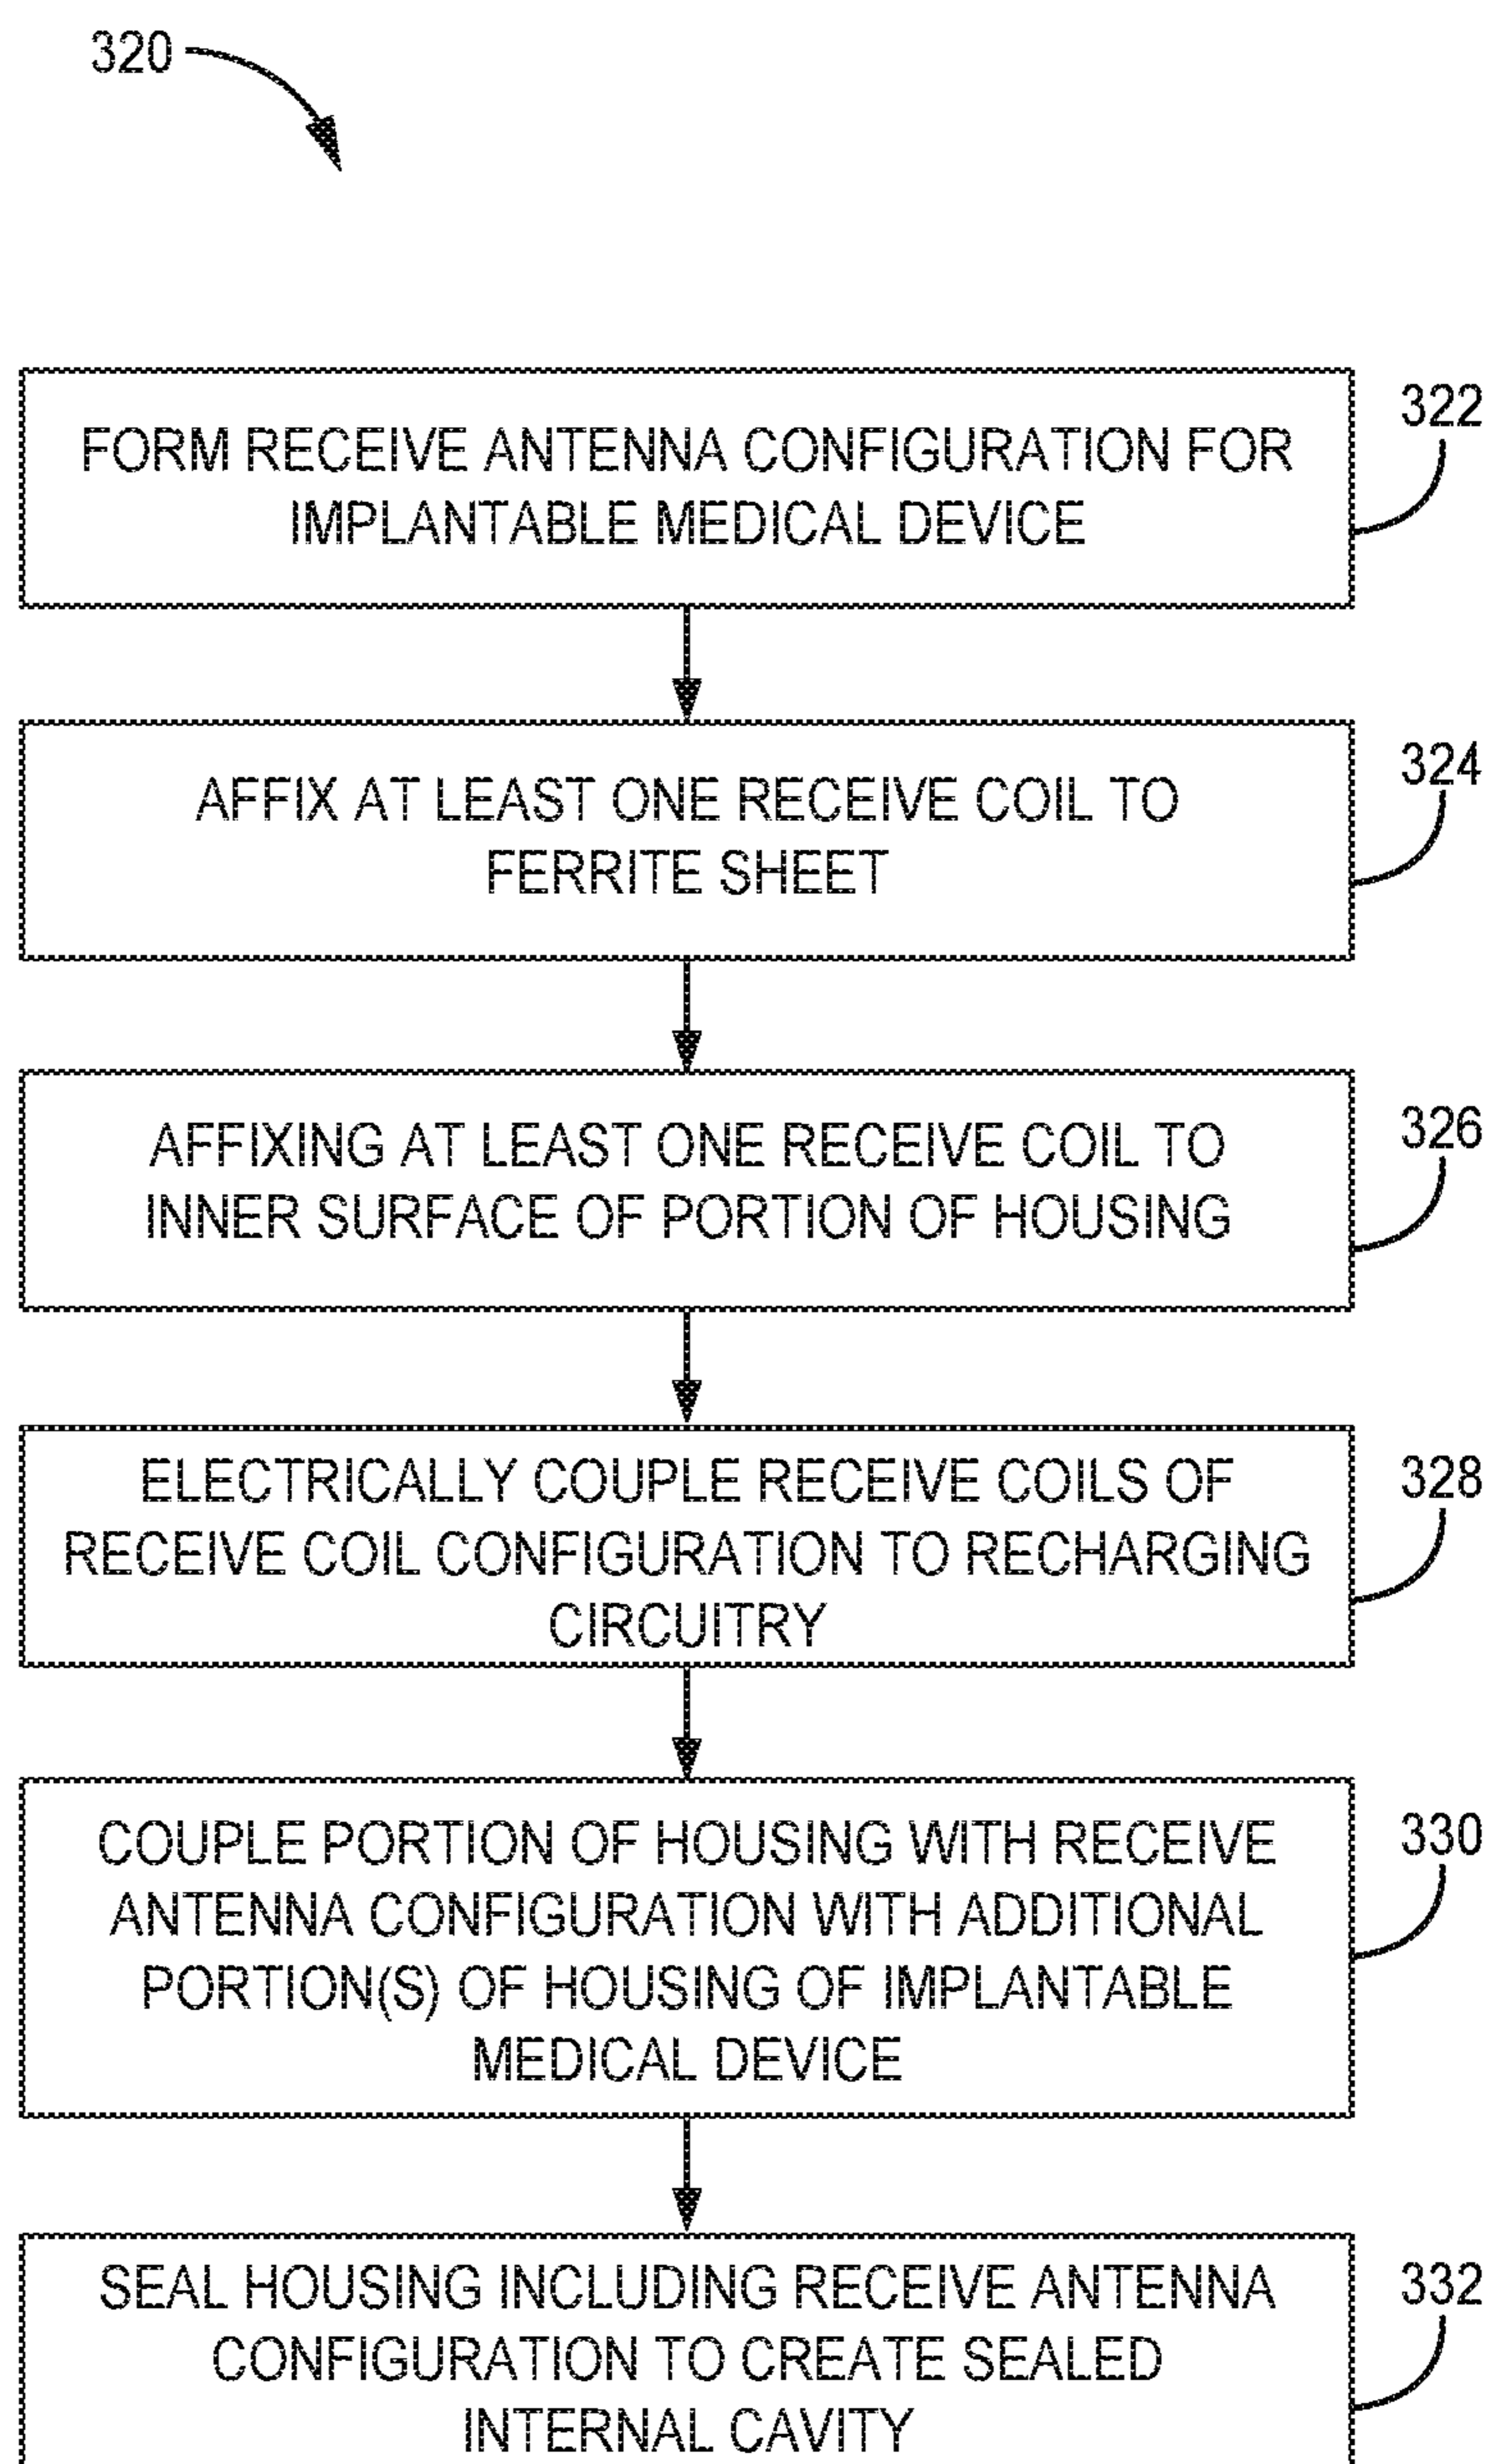 320
FORM RECEIVE ANTENNA CONFIGURATION FOR
IMPLANTABLE MEDICAL DEVICE
322
AFFIX AT LEAST ONE RECEIVE COIL TO
FERRITE SHEET
324
AFFIXING AT LEAST ONE RECEIVE COIL TO
INNER SURFACE OF PORTION OF HOUSING
326
ELECTRICALLY COUPLE RECEIVE COILS OF
RECEIVE COIL CONFIGURATION TO RECHARGING
CIRCUITRY
328
COUPLE PORTION OF HOUSING WITH RECEIVE
ANTENNA CONFIGURATION WITH ADDITIONAL
PORTION(S) OF HOUSING OF IMPLANTABLE
MEDICAL DEVICE
330
SEAL HOUSING INCLUDING RECEIVE ANTENNA
CONFIGURATION TO CREATE SEALED
INTERNAL CAVITY
332